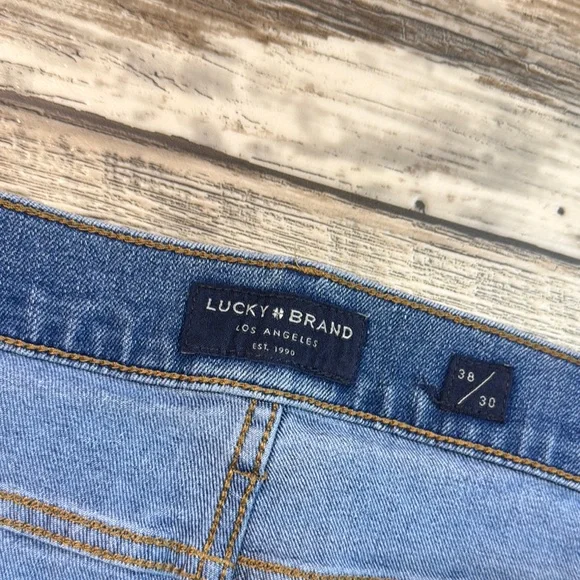 LUCKY BRAND
LOS ANGELES
EST. 1990
38/30